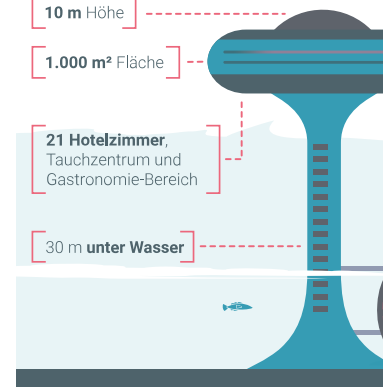 10 m Höhe
1.000 m² Fläche
21 Hotelzimmer,
Tauchzentrum und
Gastronomie-Bereich
30 m unter Wasser